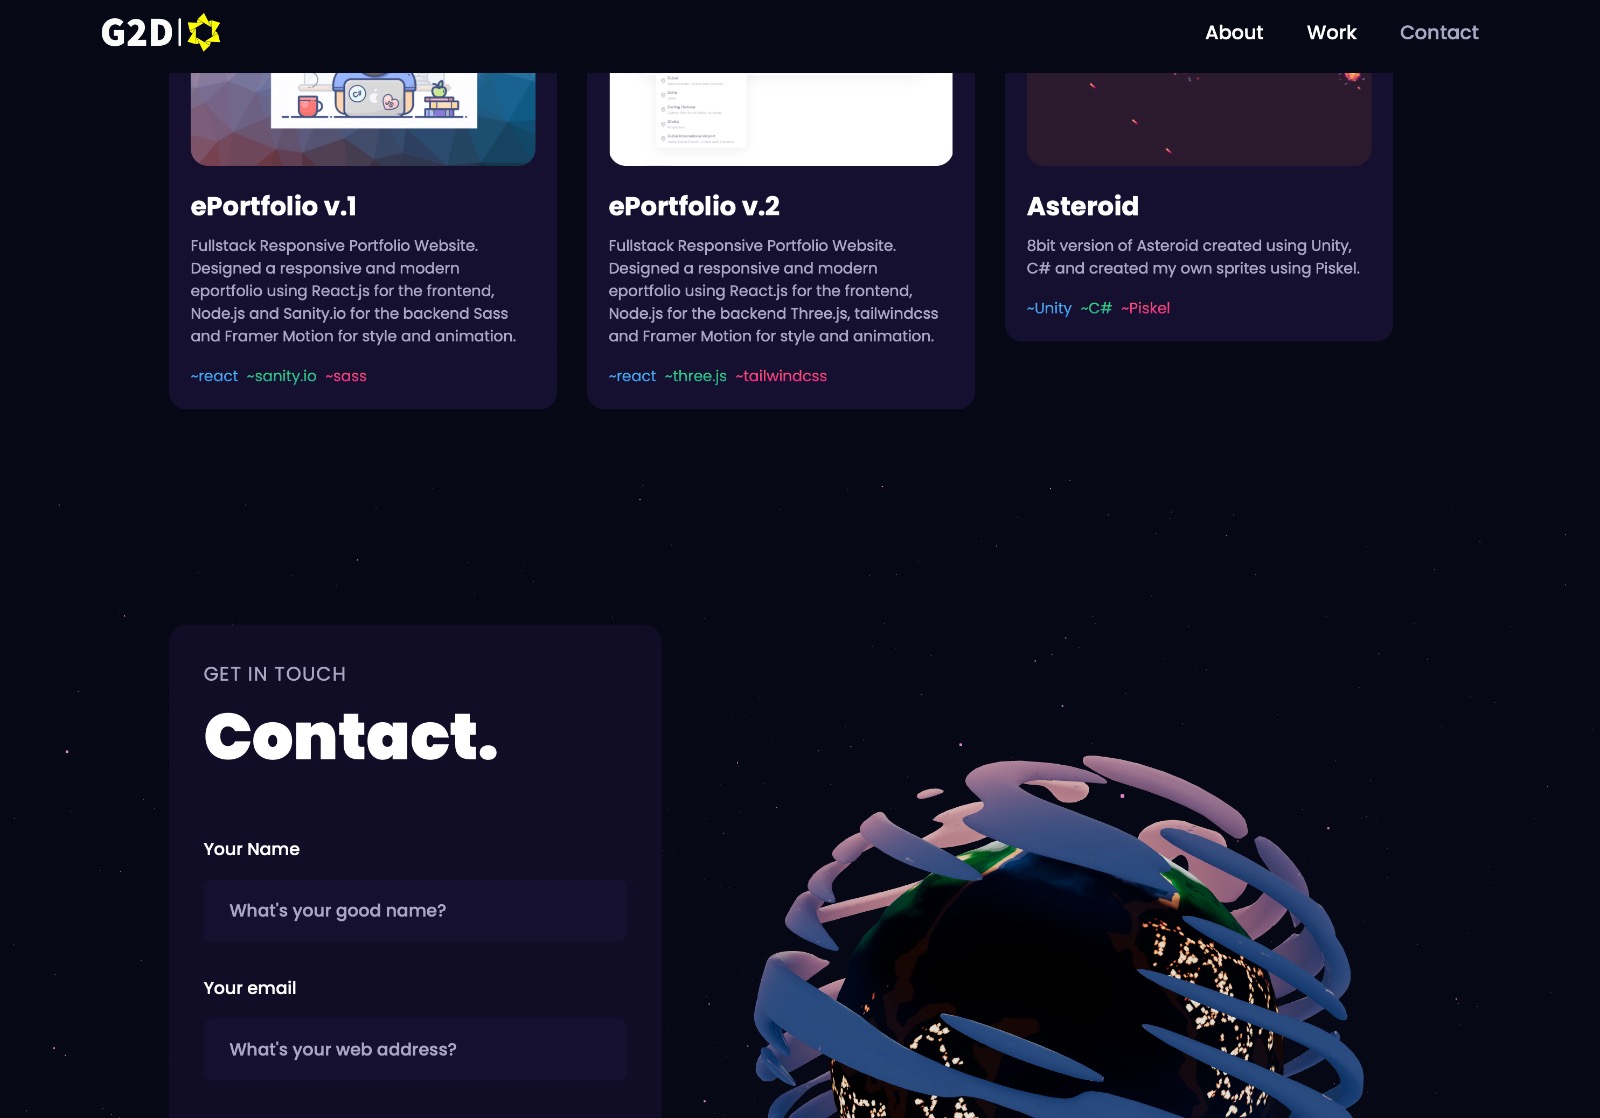 G2D
About
Work
Contact
C#
Dubai International Airport
ePortfolio v.1
Fullstack Responsive Portfolio Website.
Designed a responsive and modern
eportfolio using React.js for the frontend,
Node.js and Sanity.io for the backend Sass
and Framer Motion for style and animation.
~react ~sanity.io ~sass
ePortfolio v.2
Fullstack Responsive Portfolio Website.
Designed a responsive and modern
eportfolio using React.js for the frontend,
Node.js for the backend Three.js, tailwindcss
and Framer Motion for style and animation.
~react ~three.js ~tailwindcss
Asteroid
8bit version of Asteroid created using Unity,
C# and created my own sprites using Piskel.
~Unity ~C# ~Piskel
GET IN TOUCH
Contact.
Your Name
What's your good name?
Your email
What's your web address?